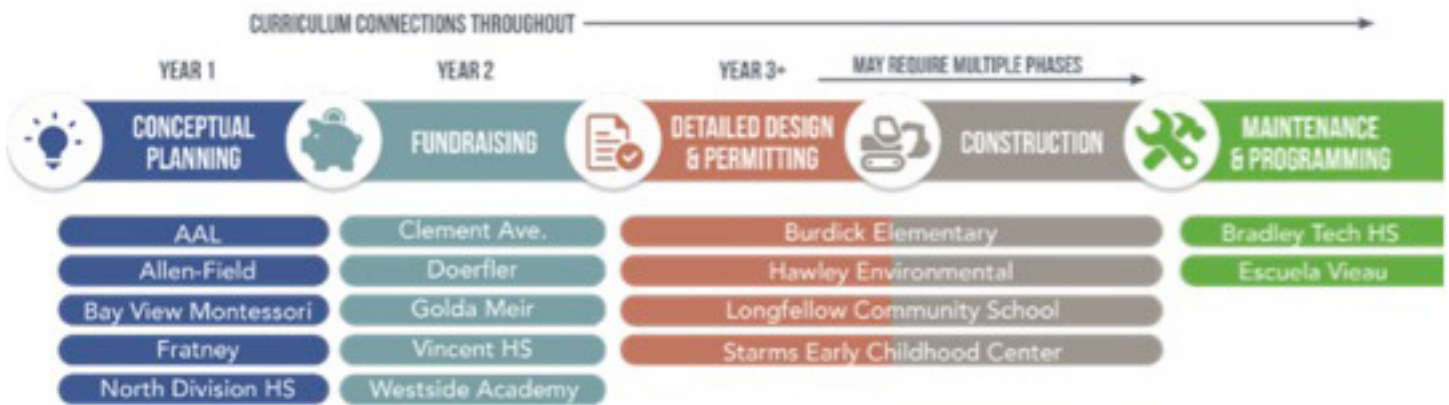 CURRICULUM CONNECTIONS THROUGHOUT
YEAR 1
YEAR 2
YEAR 3+
MAY REQUIRE MULTIPLE PHASES
CONCEPTUAL
PLANNING
FUNDRAISING
DETAILED DESIGN
& PERMITTING
CONSTRUCTION
MAINTENANCE
& PROGRAMMING
AAL
Allen-Field
Bay View Montessori
Fratney
North Division HS
Clement Ave.
Doerfler
Golda Meir
Vincent HS
Westside Academy
Burdick Elementary
Hawley Environmental
Longfellow Community School
Starms Early Childhood Center
Bradley Tech HS
Escuela Vieau